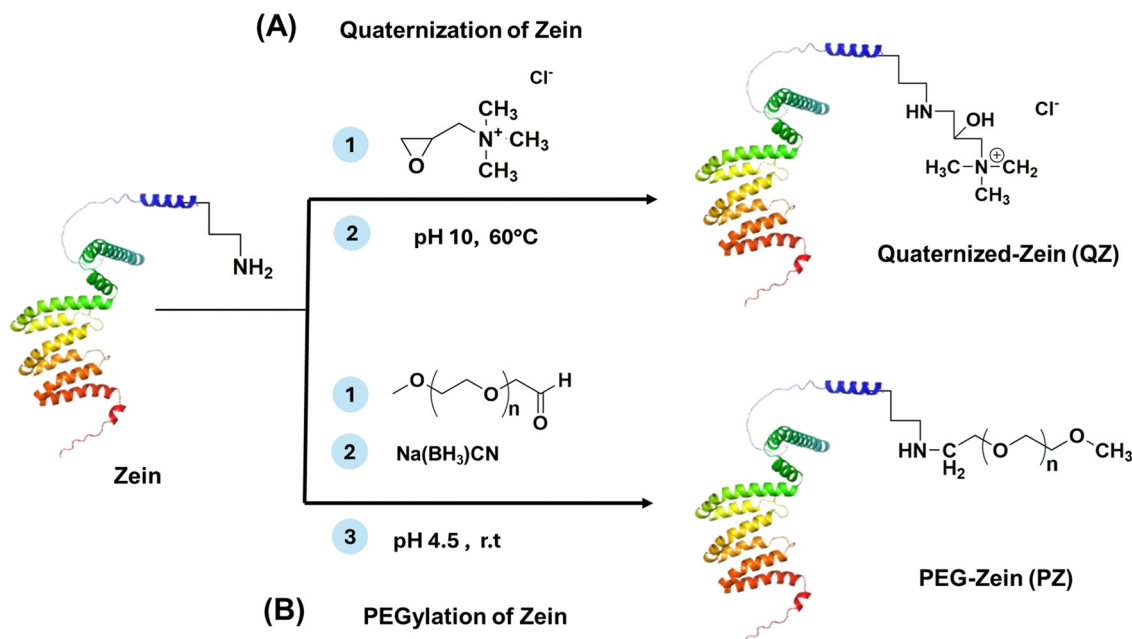 (A) Quaternization of Zein
Cl⁻
CH₃
1
N⁺
CH₃
O
CH₃
2 pH 10, 60°C
NH₂
Zein
HN
OH
Cl⁻
H₃C
N
⊕
CH₂
CH₃
Quaternized-Zein (QZ)
1
O
O
n
H
O
2 Na(BH₃)CN
3 pH 4.5 , r.t
(B) PEGylation of Zein
HN
C
H₂
O
n
O
CH₃
PEG-Zein (PZ)